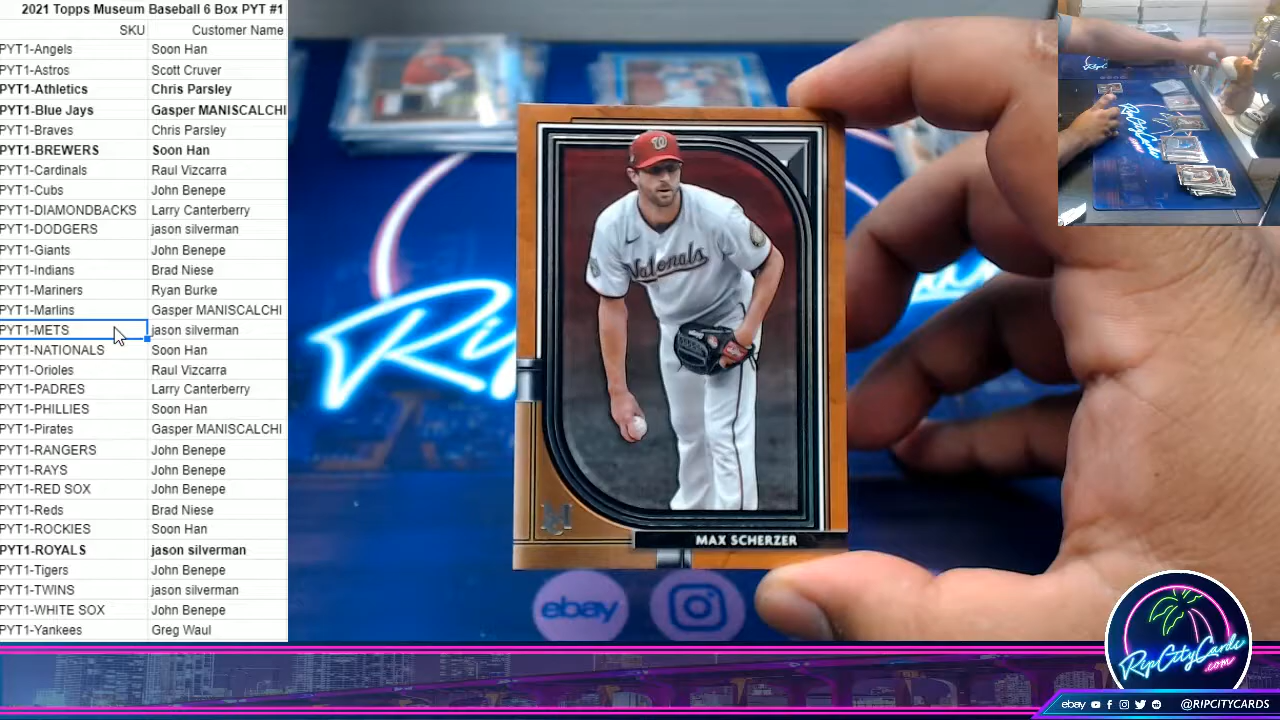 2021 Topps Museum Baseball 6 Box PYT #1
SKU Customer Name
PYT1-Angels Soon Han
PYT1-Astros Scott Cruver
PYT1-Athletics Chris Parsley
PYT1-Blue Jays Gasper MANISCALCHI
PYT1-Braves Chris Parsley
PYT1-BREWERS Soon Han
PYT1-Cardinals Raul Vizcarra
PYT1-Cubs John Benepe
PYT1-DIAMONDBACKS Larry Canterberry
PYT1-DODGERS jason silverman
PYT1-Giants John Benepe
PYT1-Indians Brad Niese
PYT1-Mariners Ryan Burke
PYT1-Marlins Gasper MANISCALCHI
PYT1-METS jason silverman
PYT1-NATIONALS Soon Han
PYT1-Orioles Raul Vizcarra
PYT1-PADRES Larry Canterberry
PYT1-PHILLIES Soon Han
PYT1-Pirates Gasper MANISCALCHI
PYT1-RANGERS John Benepe
PYT1-RAYS John Benepe
PYT1-RED SOX John Benepe
PYT1-Reds Brad Niese
PYT1-ROCKIES Soon Han
PYT1-ROYALS jason silverman
PYT1-Tigers John Benepe
PYT1-TWINS jason silverman
PYT1-WHITE SOX John Benepe
PYT1-Yankees Greg Waul
W
Nationals
M
MAX SCHERZER
ebay
RipCityCards
.com
ebay @RIPCITYCARDS